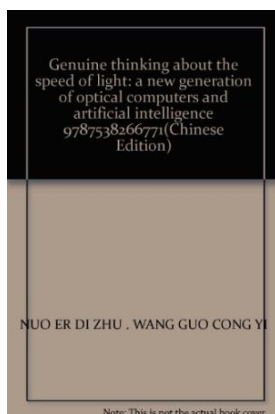 Genuine thinking about the
speed of light: a new generation
of optical computers and
artificial intelligence
9787538266771(Chinese
Edition)
NUO ER DI ZHU . WANG GUO CONG YI
Note: This is not the actual book cover